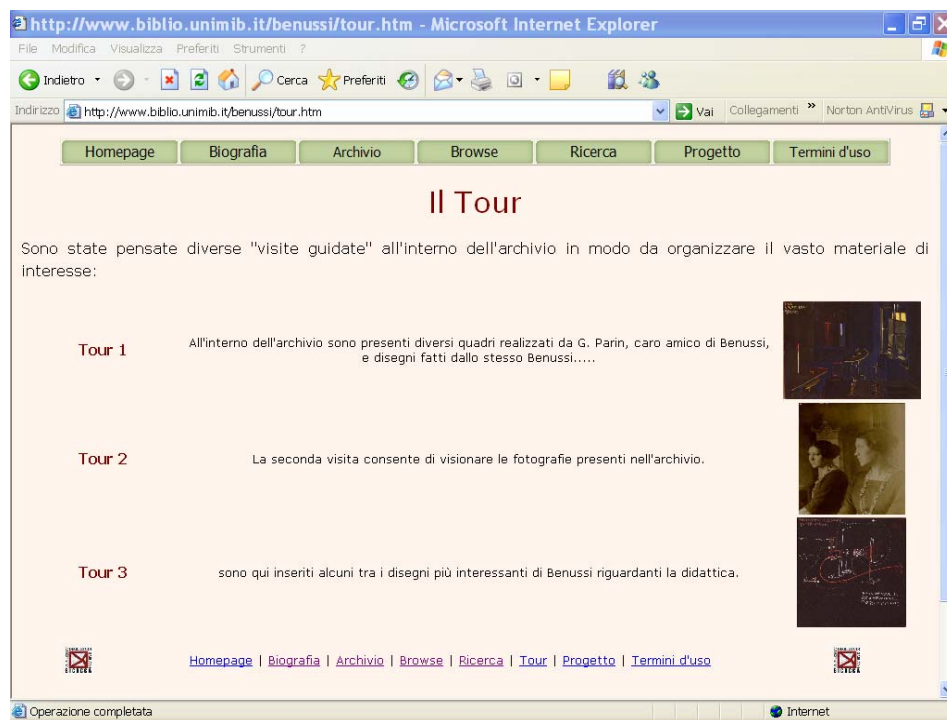 http://www.biblio.unimib.it/benussi/tour.htm - Microsoft Internet Explorer
File Modifica Visualizza Preferiti Strumenti ?
Indietro Cerca Preferiti
Indirizzo http://www.biblio.unimib.it/benussi/tour.htm Vai Collegamenti » Norton AntiVirus
Homepage Biografia Archivio Browse Ricerca Progetto Termini d'uso
Il Tour
Sono state pensate diverse "visite guidate" all'interno dell'archivio in modo da organizzare il vasto materiale di
interesse:
Tour 1
All'interno dell'archivio sono presenti diversi quadri realizzati da G. Parin, caro amico di Benussi,
e disegni fatti dallo stesso Benussi.....
Tour 2
La seconda visita consente di visionare le fotografie presenti nell'archivio.
Tour 3
sono qui inseriti alcuni tra i disegni più interessanti di Benussi riguardanti la didattica.
Homepage | Biografia | Archivio | Browse | Ricerca | Tour | Progetto | Termini d'uso
Operazione completata Internet